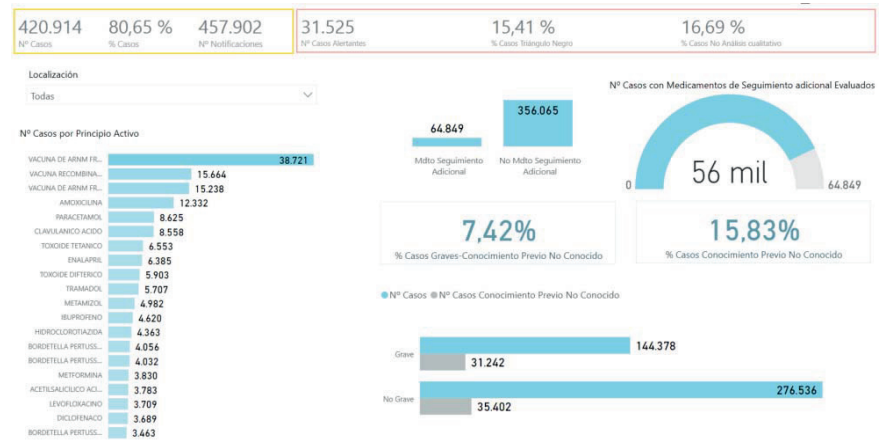 420.914
Nº Casos
80,65 %
% Casos
457.902
Nº Notificaciones
31.525
Nº Casos Alertantes
15,41 %
% Casos Triángulo Negro
16,69 %
% Casos No Análisis cualitativo
Localización
Todas
Nº Casos por Principio Activo
VACUNA DE ARNM FR... 38.721
VACUNA RECOMBINA... 15.664
VACUNA DE ARNM FR... 15.238
AMOXICILINA 12.332
PARACETAMOL 8.625
CLAVULANICO ACIDO 8.558
TOXOIDE TETANICO 6.553
ENALAPRIL 6.385
TOXOIDE DIFTERICO 5.903
TRAMADOL 5.707
METAMIZOL 4.982
IBUPROFENO 4.620
HIDROCLOROTIAZIDA 4.363
BORDETELLA PERTUSS... 4.056
BORDETELLA PERTUSS... 4.032
METFORMINA 3.830
ACETILSALICILICO ACI... 3.783
LEVOFLOXACINO 3.709
DICLOFENACO 3.689
BORDETELLA PERTUSS... 3.463
64.849
356.065
Mdto Seguimiento
Adicional
No Mdto Seguimiento
Adicional
Nº Casos con Medicamentos de Seguimiento adicional Evaluados
56 mil
0
64.849
7,42%
% Casos Graves-Conocimiento Previo No Conocido
15,83%
% Casos Conocimiento Previo No Conocido
Nº Casos Nº Casos Conocimiento Previo No Conocido
Grave
144.378
31.242
No Grave
276.536
35.402